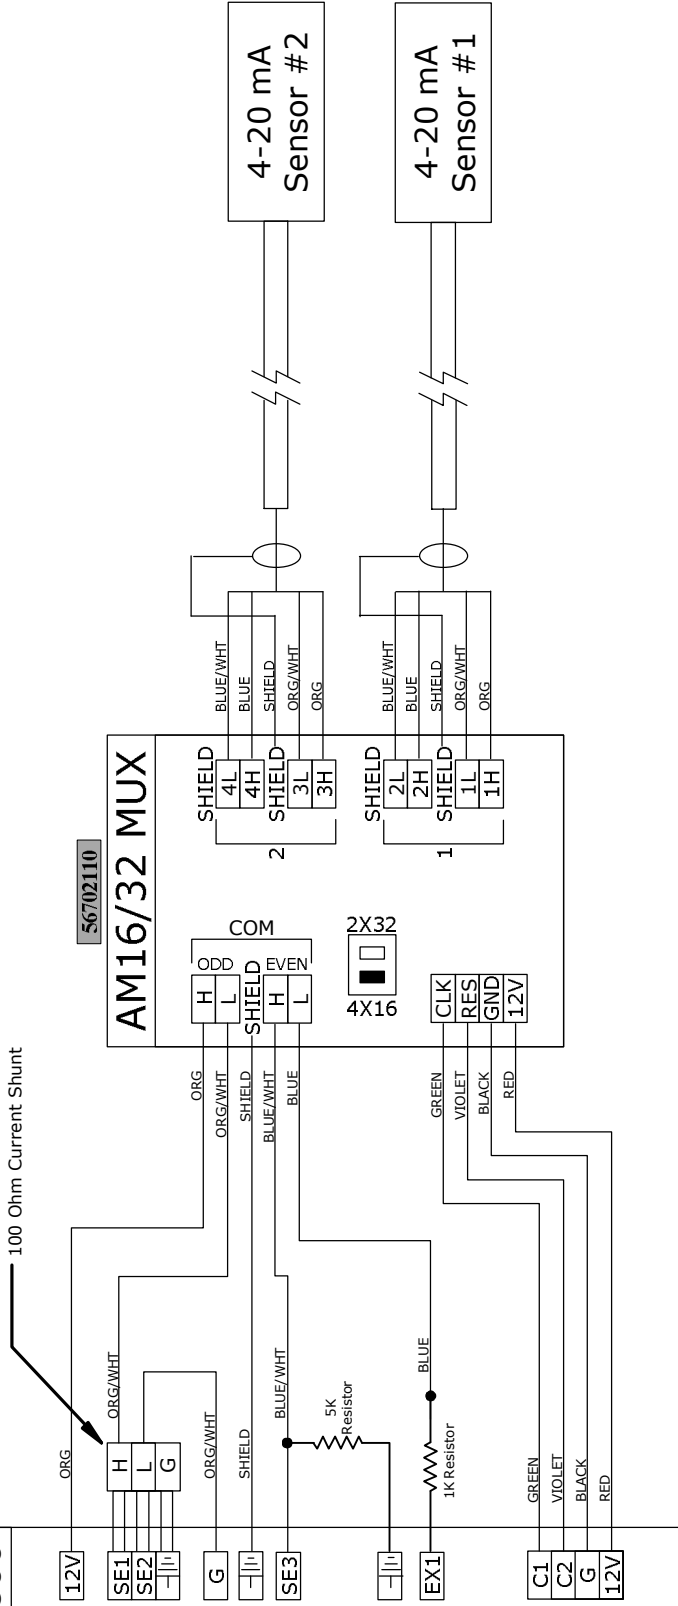 4-20 mA
Sensor #2
4-20 mA
Sensor #1
BLUE/WHT
BLUE
SHIELD
ORG/WHT
ORG
BLUE/WHT
BLUE
SHIELD
ORG/WHT
ORG
56702110
AM16/32 MUX
SHIELD
4L
4H
SHIELD
3L
3H
2
SHIELD
2L
2H
SHIELD
1L
1H
1
COM
ODD
EVEN
H
L
SHIELD
H
L
2X32
4X16
CLK
RES
GND
12V
100 Ohm Current Shunt
ORG
ORG/WHT
SHIELD
BLUE/WHT
BLUE
GREEN
VIOLET
BLACK
RED
ORG
ORG/WHT
H
L
G
ORG/WHT
SHIELD
BLUE/WHT
5K
Resistor
BLUE
1K Resistor
GREEN
VIOLET
BLACK
RED
12V
SE1
SE2
G
SE3
EX1
C1
C2
G
12V